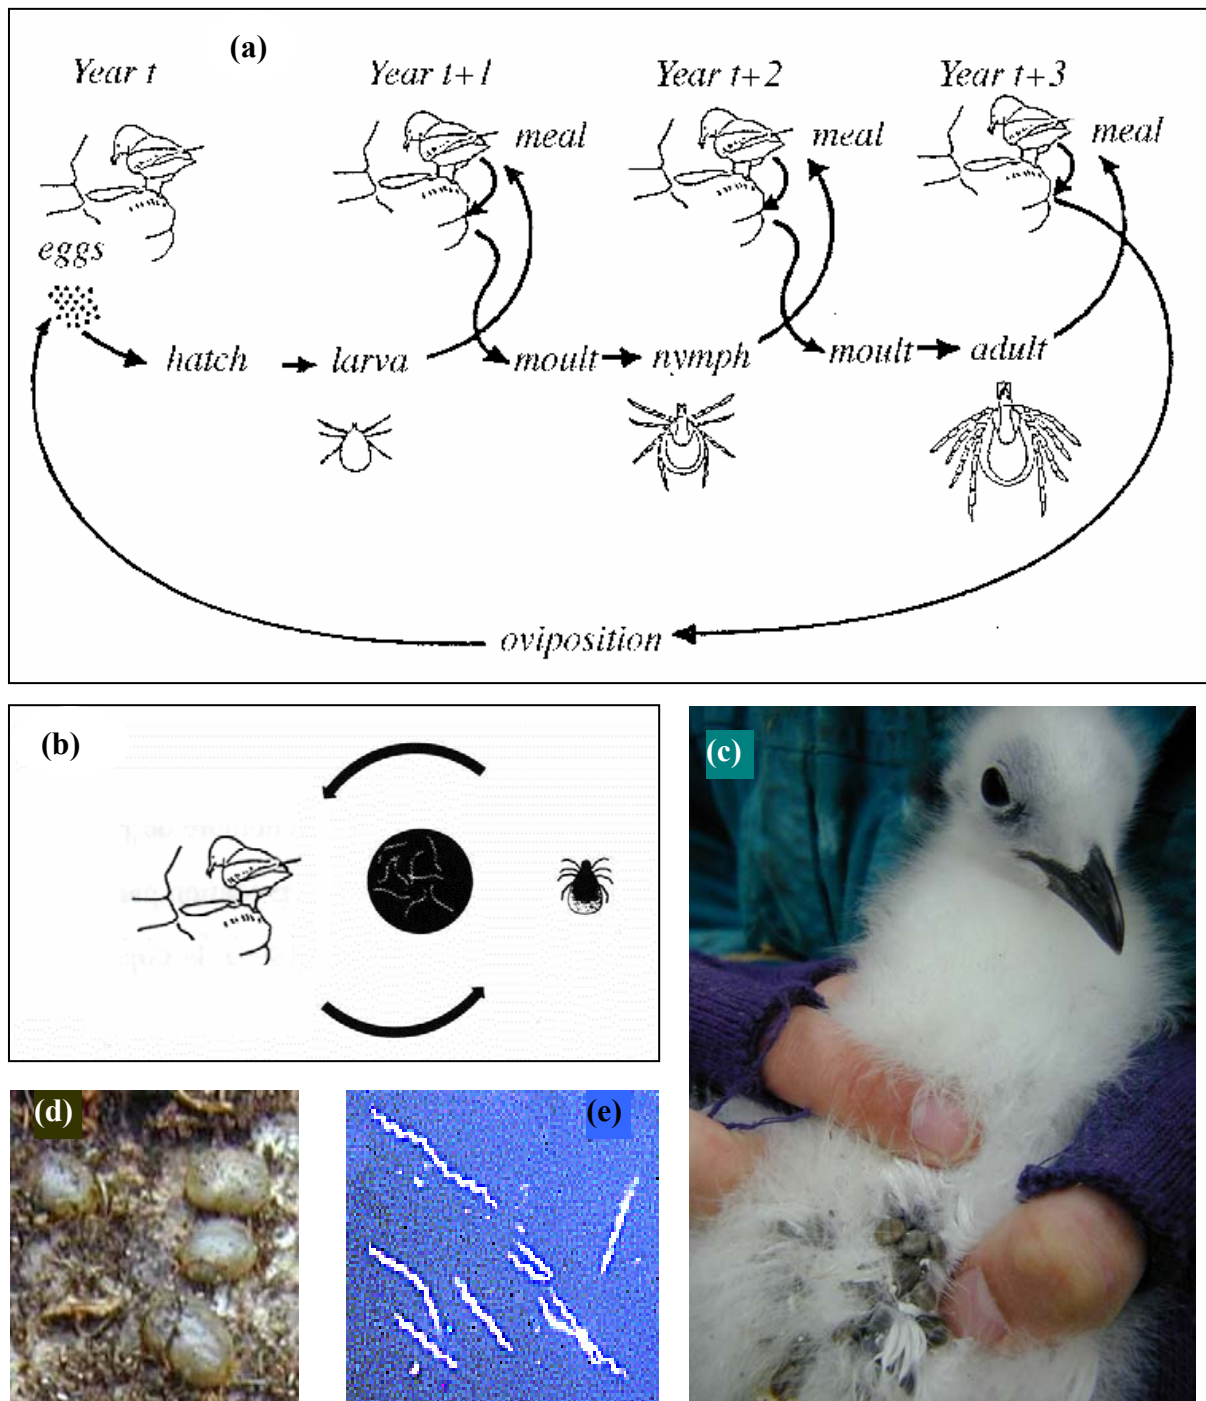 (a)
Year t Year t+1 Year t+2 Year t+3
meal meal meal
eggs
hatch larva moult nymph moult adult
oviposition
(b)
(c)
(d)
(e)